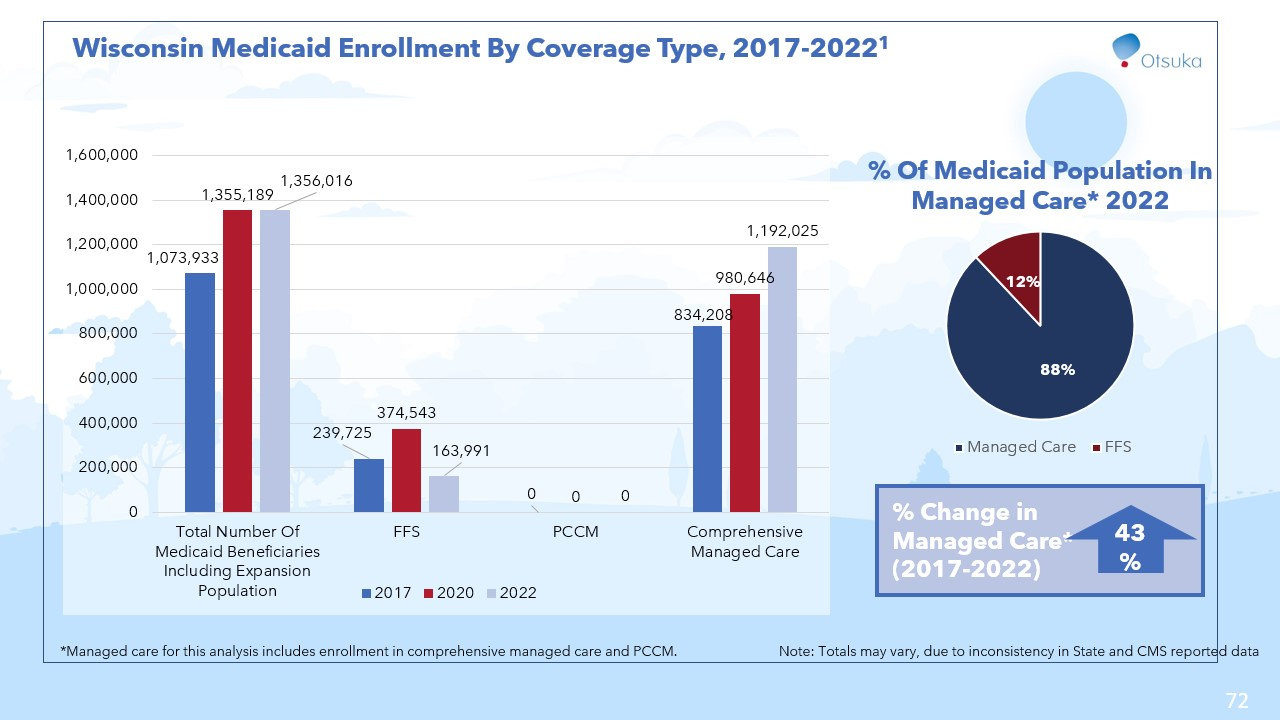 Wisconsin Medicaid Enrollment By Coverage Type, 2017-2022¹
Otsuka
1,600,000
1,400,000
1,200,000
1,000,000
800,000
600,000
400,000
200,000
0
1,073,933
1,355,189
1,356,016
239,725
374,543
163,991
0
0
0
834,208
980,646
1,192,025
Total Number Of
Medicaid Beneficiaries
Including Expansion
Population
FFS
PCCM
Comprehensive
Managed Care
2017 2020 2022
% Of Medicaid Population In
Managed Care* 2022
12%
88%
Managed Care FFS
% Change in
Managed Care*
(2017-2022)
43
%
*Managed care for this analysis includes enrollment in comprehensive managed care and PCCM.
Note: Totals may vary, due to inconsistency in State and CMS reported data
72